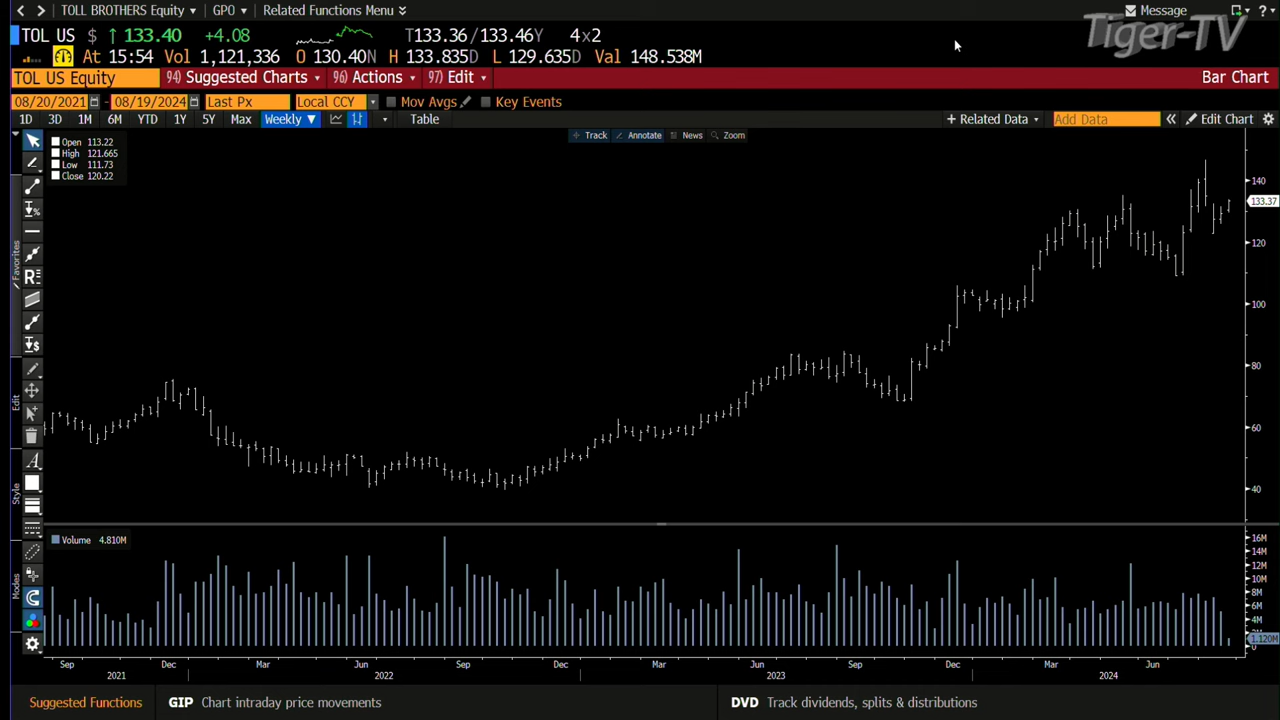 TOLL BROTHERS Equity GPO Related Functions Menu Message ?
Tiger-TV
TOL US $ ↑ 133.40 +4.08 T133.36/133.46Y 4x2
At 15:54 Vol 1,121,336 O 130.40N H 133.835D L 129.635D Val 148.538M
TOL US Equity 94) Suggested Charts 96) Actions 97) Edit Bar Chart
08/20/2021 - 08/19/2024 Last Px Local CCY Mov Avgs Key Events
1D 3D 1M 6M YTD 1Y 5Y Max Weekly ▼ Table + Related Data Add Data « Edit Chart
Track Annotate News Zoom
Open 113.22
High 121.665
Low 111.73
Close 120.22
140
133.37
120
100
80
60
40
Favorites
Edit
Style
Modes
Volume 4.810M
16M
14M
12M
10M
8M
6M
4M
1.120M
0
Sep Dec Mar Jun Sep Dec Mar Jun Sep Dec Mar Jun
2021 2022 2023 2024
Suggested Functions GIP Chart intraday price movements DVD Track dividends, splits & distributions